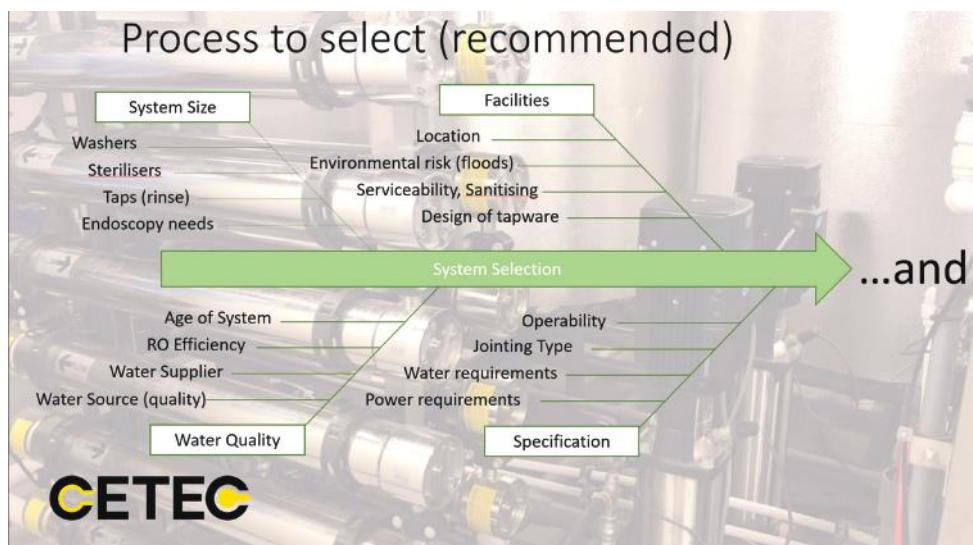 Process to select (recommended)
System Size
Washers
Sterilisers
Taps (rinse)
Endoscopy needs
Facilities
Location
Environmental risk (floods)
Serviceability, Sanitising
Design of tapware
System Selection
...and
Age of System
RO Efficiency
Water Supplier
Water Source (quality)
Water Quality
Operability
Jointing Type
Water requirements
Power requirements
Specification
CETEC